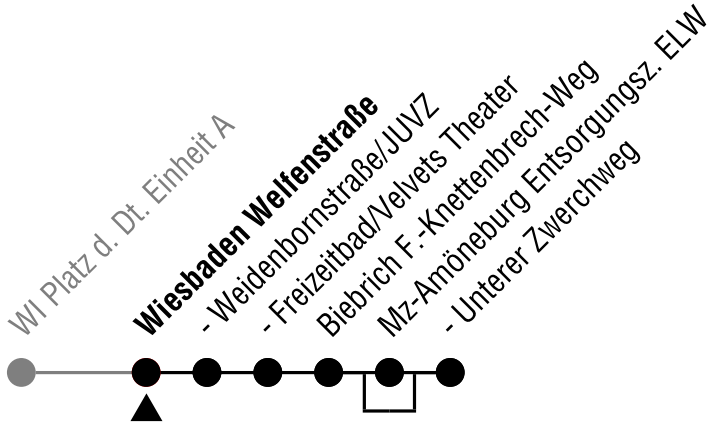 WI Platz d. Dt. Einheit A
Wiesbaden Welfenstraße
- Weidenbornstraße/JUVZ
- Freizeitbad/Velvets Theater
Biebrich F.-Knettenbrech-Weg
Mz-Amöneburg Entsorgungsz. ELW
- Unterer Zwerchweg